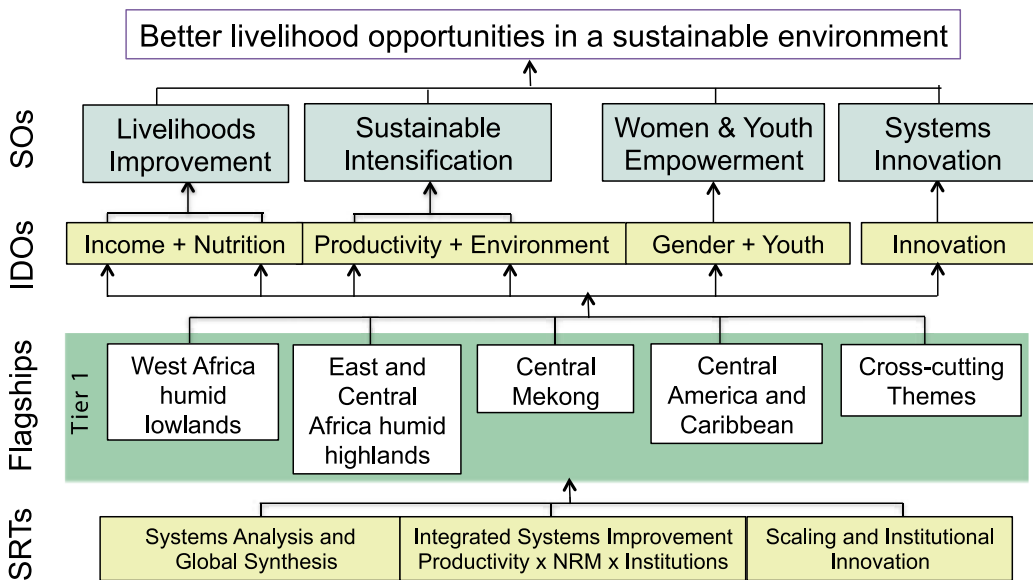 Better livelihood opportunities in a sustainable environment
SOs
Livelihoods
Improvement
Sustainable
Intensification
Women & Youth
Empowerment
Systems
Innovation
IDOs
Income + Nutrition
Productivity + Environment
Gender + Youth
Innovation
Flagships
Tier 1
West Africa
humid
lowlands
East and
Central
Africa humid
highlands
Central
Mekong
Central
America and
Caribbean
Cross-cutting
Themes
SRTs
Systems Analysis and
Global Synthesis
Integrated Systems Improvement
Productivity x NRM x Institutions
Scaling and Institutional
Innovation